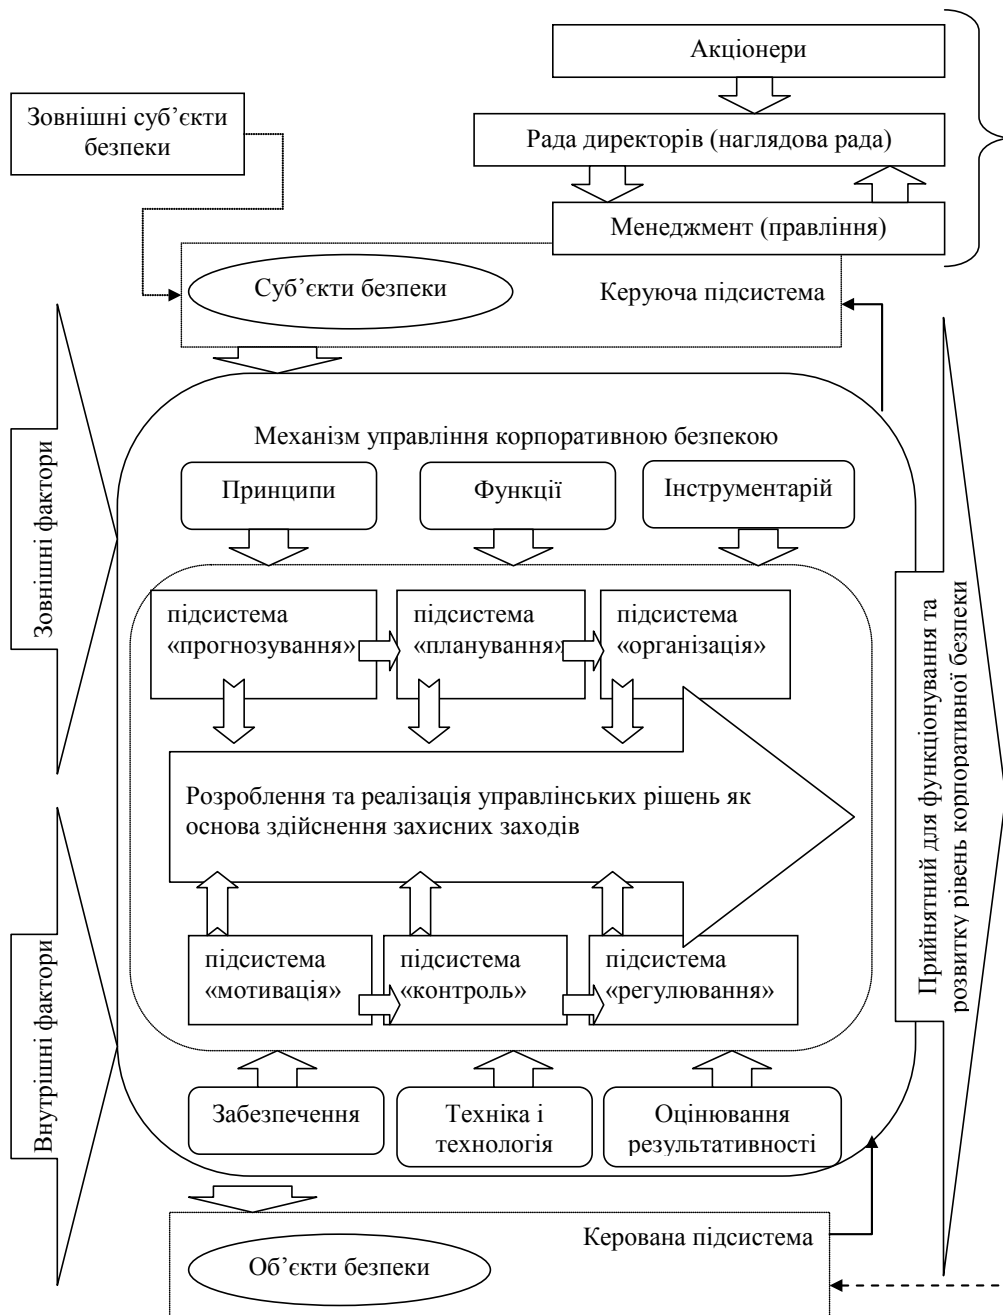 Акціонери
Зовнішні суб’єкти
безпеки
Рада директорів (наглядова рада)
Менеджмент (правління)
Суб’єкти безпеки
Керуюча підсистема
Зовнішні фактори
Механізм управління корпоративною безпекою
Принципи
Функції
Інструментарій
підсистема
«прогнозування»
підсистема
«планування»
підсистема
«організація»
Розроблення та реалізація управлінських рішень як
основа здійснення захисних заходів
Прийнятний для функціонування та
розвитку рівень корпоративної безпеки
Внутрішні фактори
підсистема
«мотивація»
підсистема
«контроль»
підсистема
«регулювання»
Забезпечення
Техніка і
технологія
Оцінювання
результативності
Керована підсистема
Об’єкти безпеки